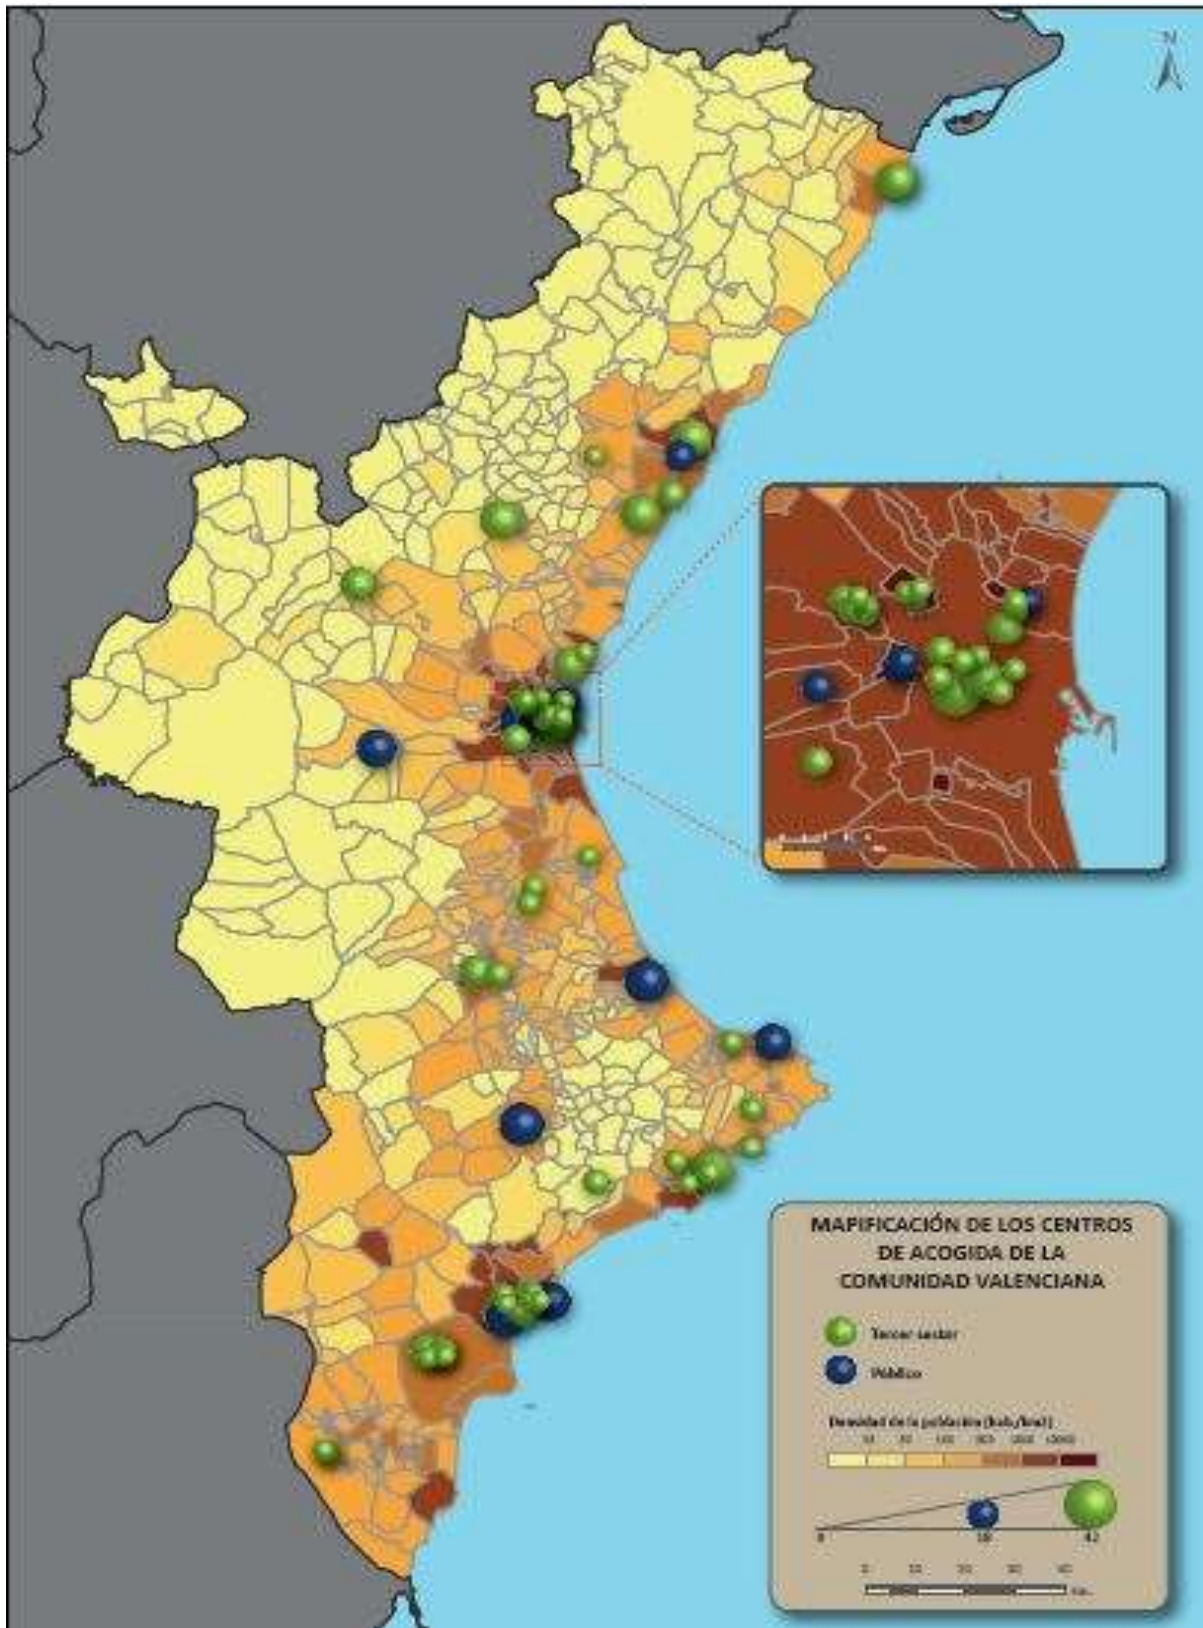 N
MAPIFICACIÓN DE LOS CENTROS
DE ACOGIDA DE LA
COMUNIDAD VALENCIANA
Tercer sector
Público
Densidad de la población (hab./km2)
18
42